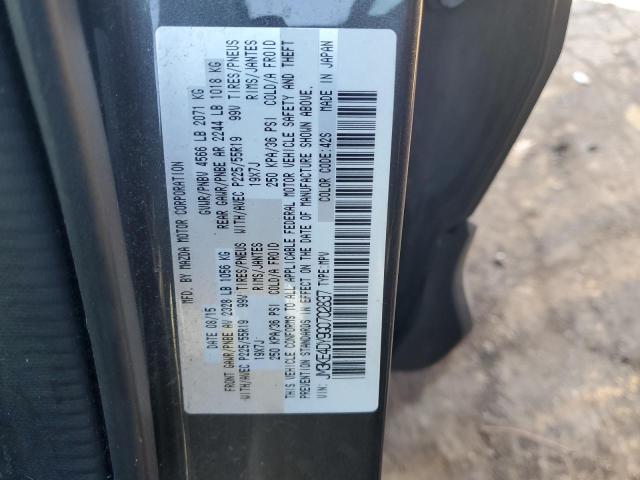 MFD. BY MAZDA MOTOR CORPORATION
DATE: 08/15 GVWR/PNBV 4566 LB 2071 KG
FRONT GAWR/PNBE AV 2328 LB 1056 KG REAR GAWR/PNBE AR 2244 LB 1018 KG
WITH/AVEC P225/55R19 99V TIRES/PNEUS WITH/AVEC P225/55R19 99V TIRES/PNEUS
19X7J RIMS/JANTES 19X7J RIMS/JANTES
250 KPA/36 PSI COLD/A FROID 250 KPA/36 PSI COLD/A FROID
THIS VEHICLE CONFORMS TO ALL APPLICABLE FEDERAL MOTOR VEHICLE SAFETY AND THEFT
PREVENTION STANDARDS IN EFFECT ON THE DATE OF MANUFACTURE SHOWN ABOVE.
VIN: JM3KE4DY9G0702837 TYPE: MPV COLOR CODE: 42S MADE IN JAPAN